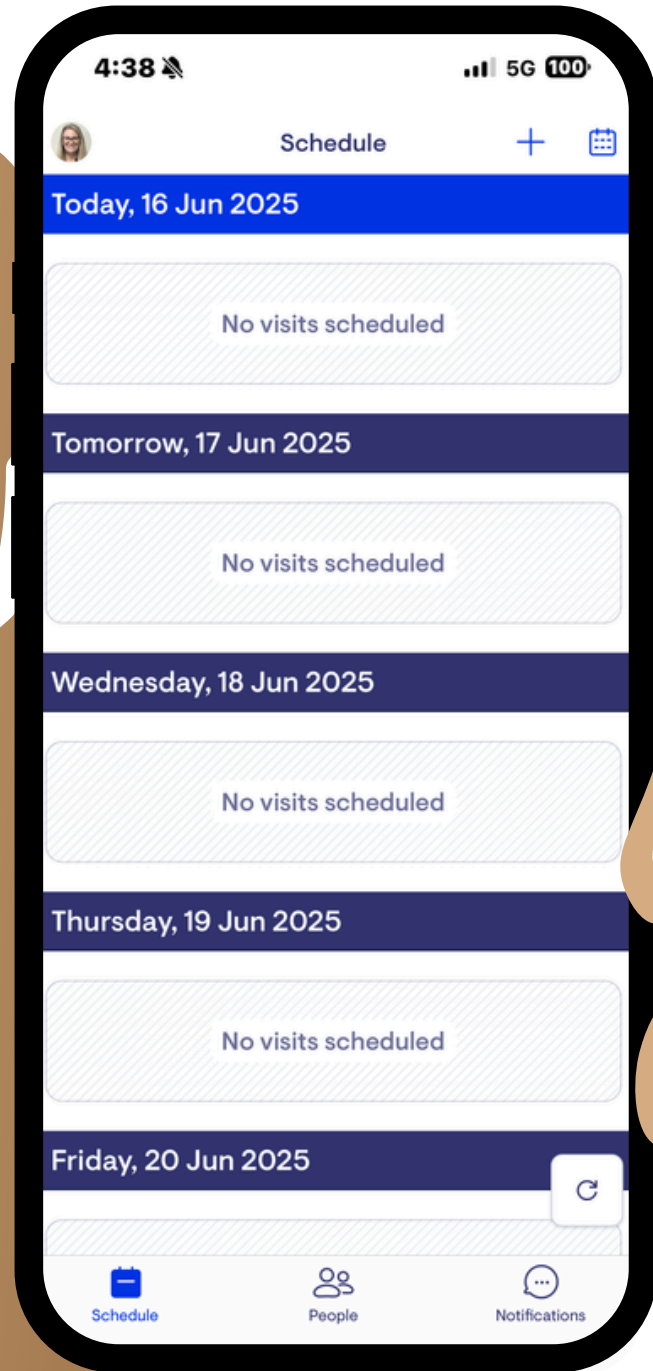 4:38
5G 100
Schedule
Today, 16 Jun 2025
No visits scheduled
Tomorrow, 17 Jun 2025
No visits scheduled
Wednesday, 18 Jun 2025
No visits scheduled
Thursday, 19 Jun 2025
No visits scheduled
Friday, 20 Jun 2025
Schedule
People
Notifications